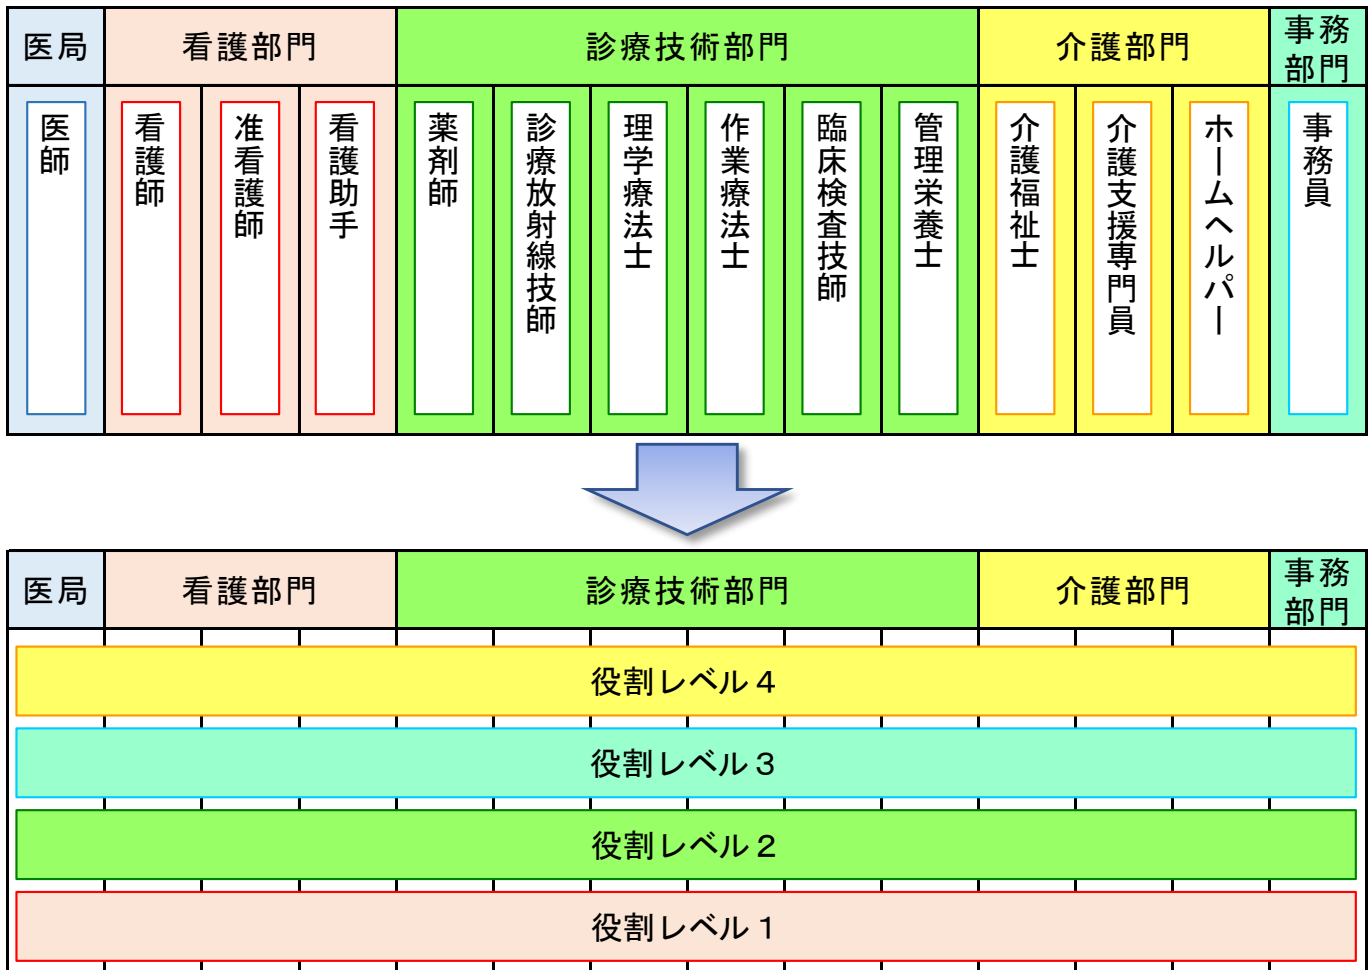 医局
看護部門
診療技術部門
介護部門
事務
部門
医師
看護師
准看護師
看護助手
薬剤師
診療放射線技師
理学療法士
作業療法士
臨床検査技師
管理栄養士
介護福祉士
介護支援専門員
ホームヘルパー
事務員
医局
看護部門
診療技術部門
介護部門
事務
部門
役割レベル４
役割レベル３
役割レベル２
役割レベル１